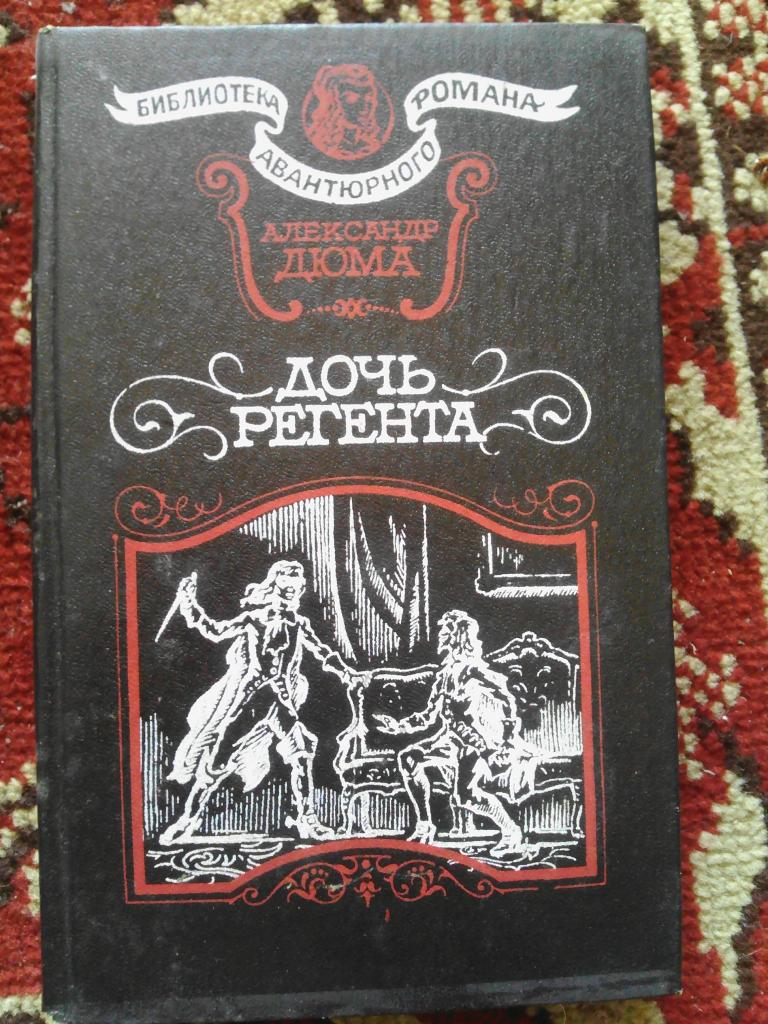 БИБЛИОТЕКА
АВАНТЮРНОГО
РОМАНА
АЛЕКСАНДР
ДЮМА
ДОЧЬ
РЕГЕНТА